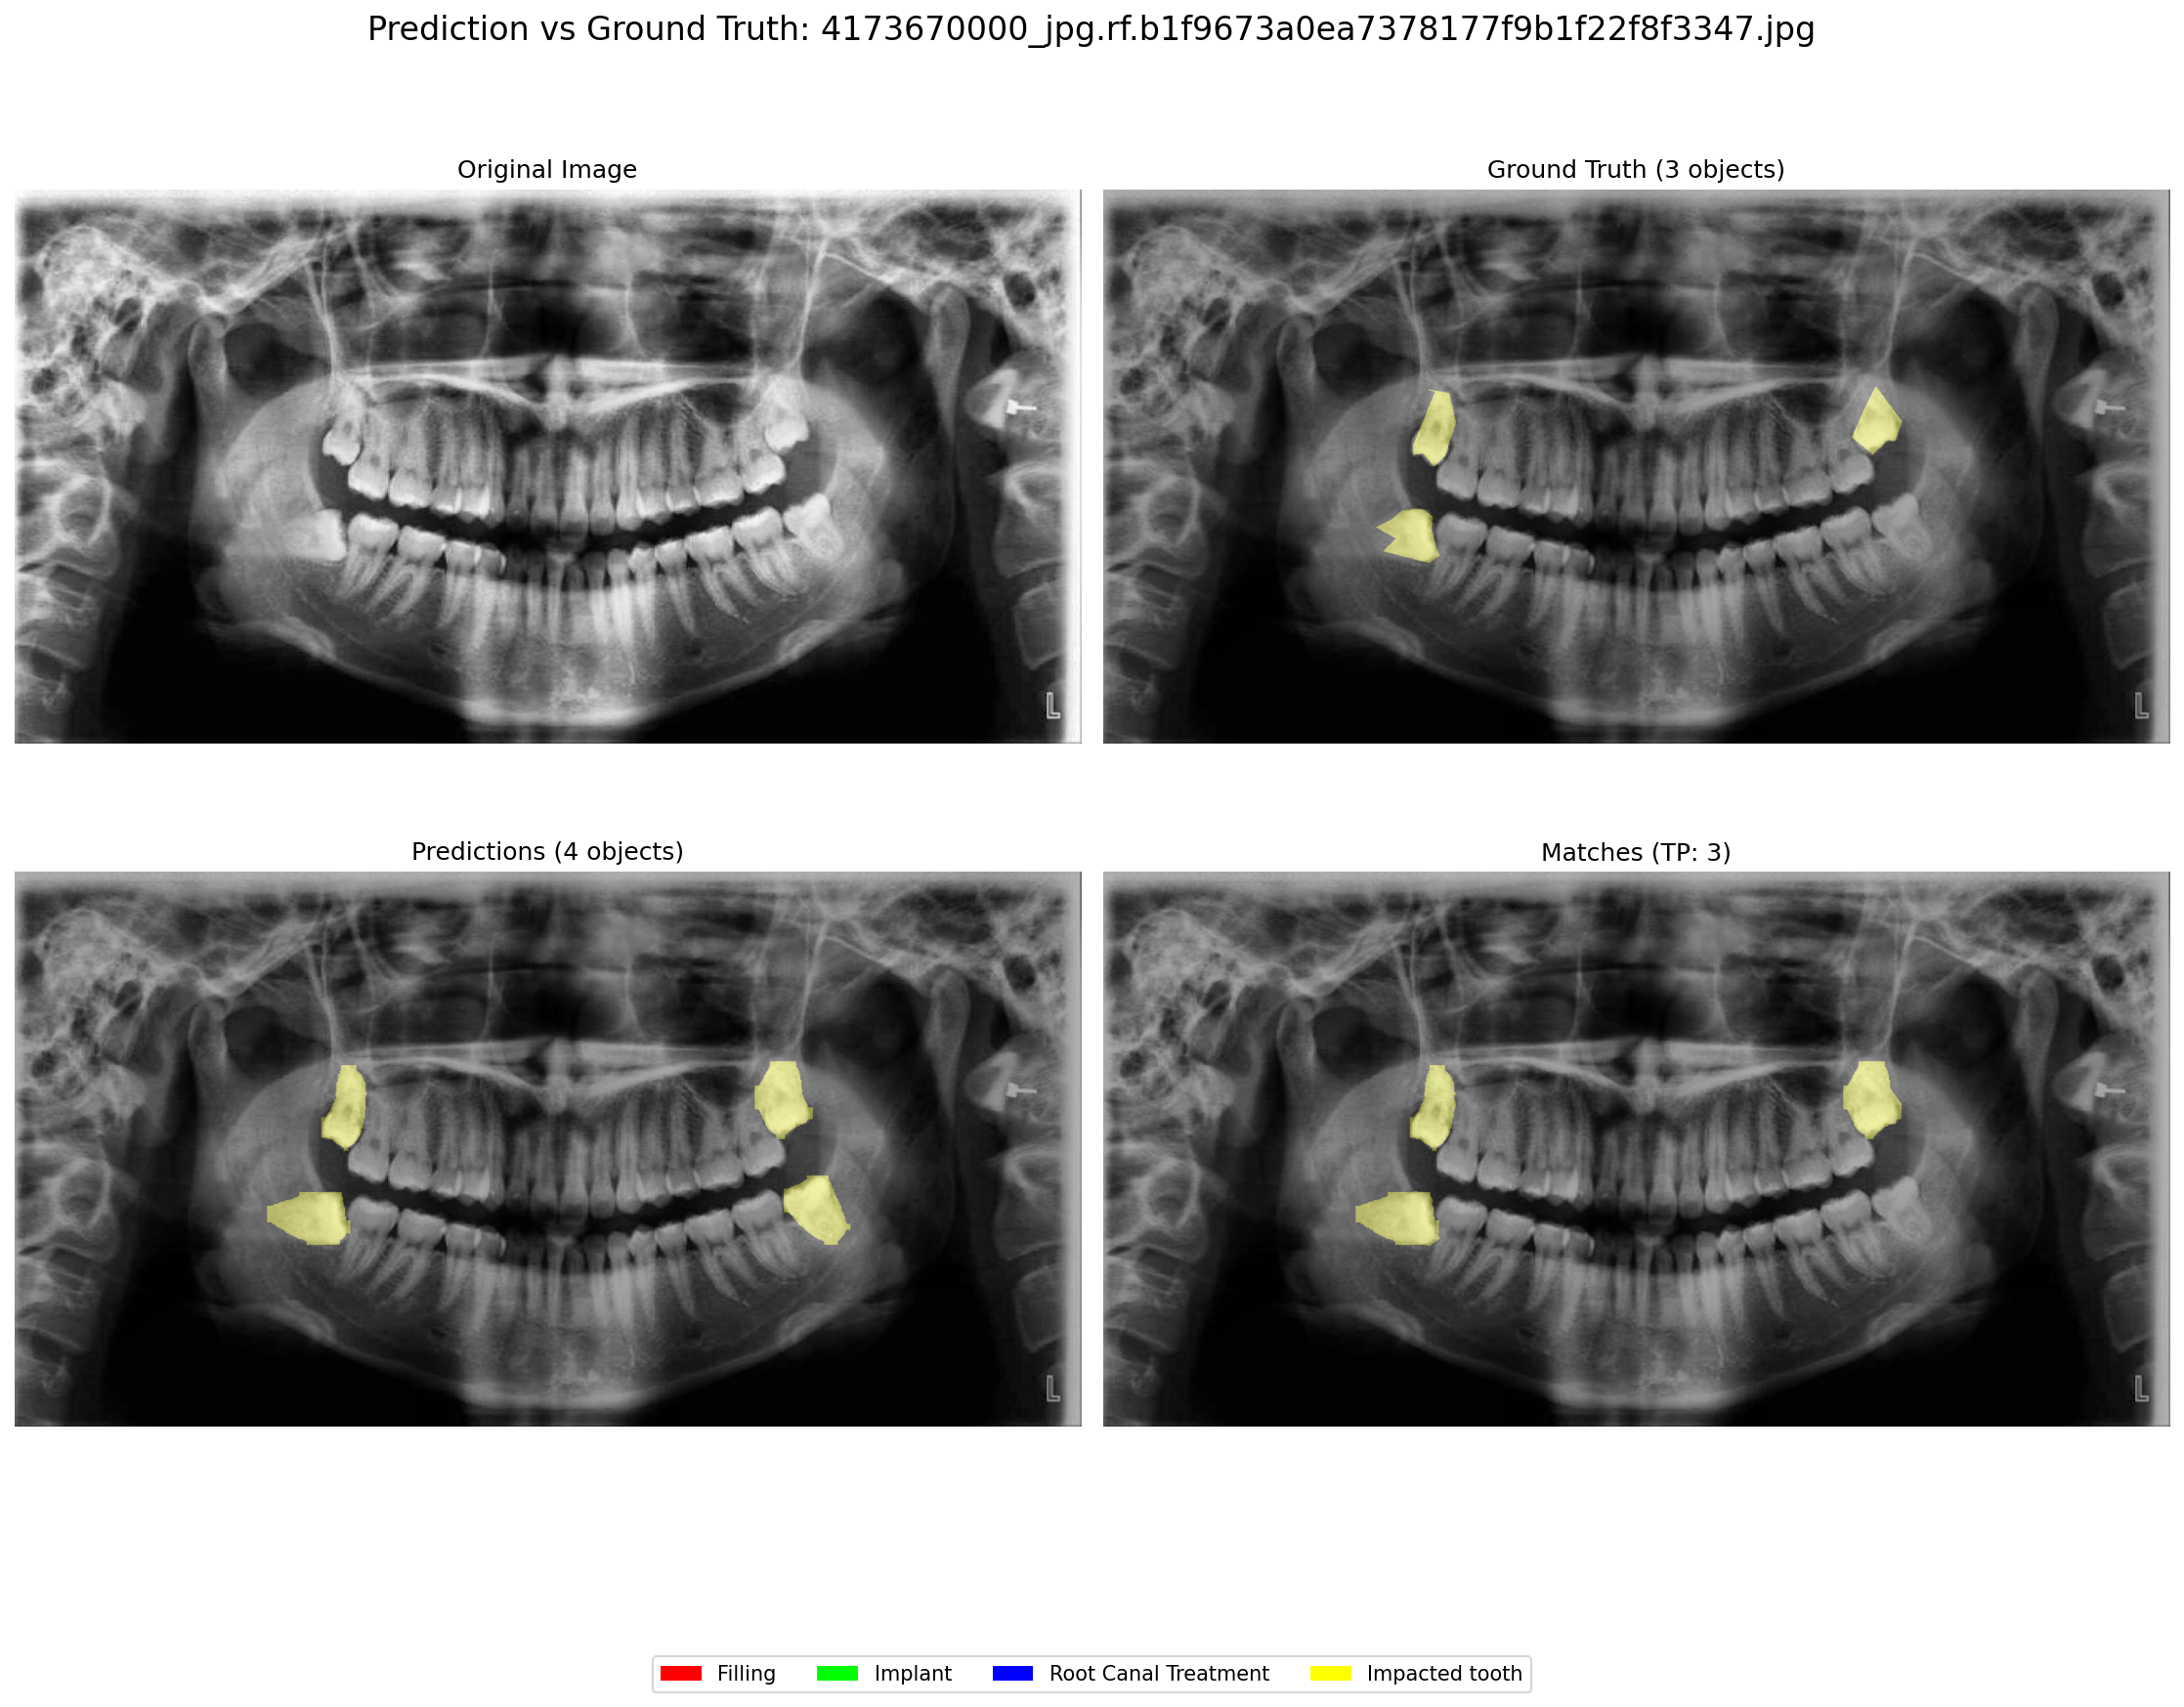 Prediction vs Ground Truth: 4173670000_jpg.rf.b1f9673a0ea7378177f9b1f22f8f3347.jpg
Original Image
Ground Truth (3 objects)
L
L
Predictions (4 objects)
Matches (TP: 3)
L
L
Filling
Implant
Root Canal Treatment
Impacted tooth